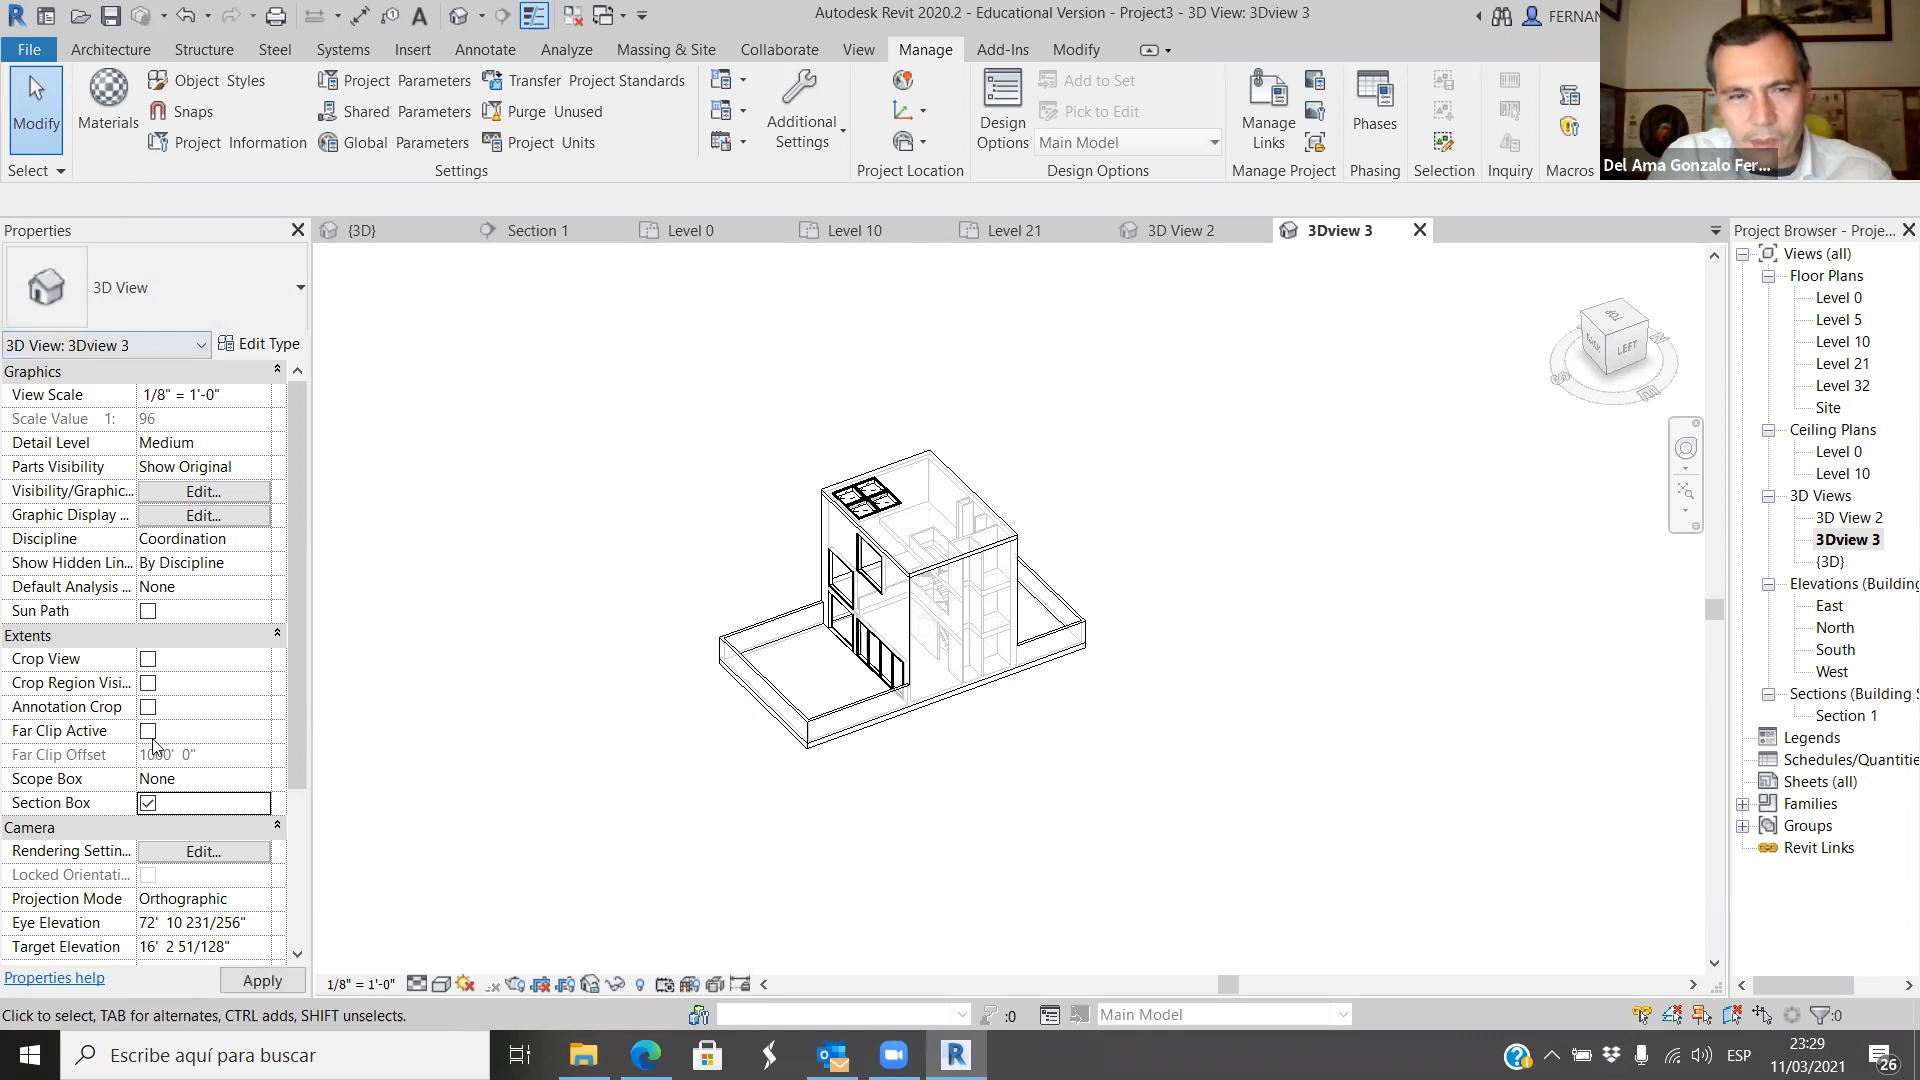 Autodesk Revit 2020.2 - Educational Version - Project3 - 3D View: 3Dview 3
FERNAN
File Architecture Structure Steel Systems Insert Annotate Analyze Massing & Site Collaborate View Manage Add-Ins Modify
Modify
Materials
Object Styles
Snaps
Project Information
Project Parameters
Shared Parameters
Global Parameters
Transfer Project Standards
Purge Unused
Project Units
Additional
Settings
Design
Options
Add to Set
Pick to Edit
Main Model
Manage
Links
Phases
Select
Settings
Project Location
Design Options
Manage Project
Phasing
Selection
Inquiry
Macros
Del Ama Gonzalo Fer...
Properties
3D View
3D View: 3Dview 3
Edit Type
Graphics
View Scale 1/8" = 1'-0"
Scale Value 1: 96
Detail Level Medium
Parts Visibility Show Original
Visibility/Graphic... Edit...
Graphic Display ... Edit...
Discipline Coordination
Show Hidden Lin... By Discipline
Default Analysis ... None
Sun Path
Extents
Crop View
Crop Region Visi...
Annotation Crop
Far Clip Active
Far Clip Offset 1000' 0"
Scope Box None
Section Box
Camera
Rendering Settin... Edit...
Locked Orientati...
Projection Mode Orthographic
Eye Elevation 72' 10 231/256"
Target Elevation 16' 2 51/128"
Properties help
Apply
{3D}
Section 1
Level 0
Level 10
Level 21
3D View 2
3Dview 3
TOP
BACK
LEFT
N
S
E
Project Browser - Proje...
Views (all)
Floor Plans
Level 0
Level 5
Level 10
Level 21
Level 32
Site
Ceiling Plans
Level 0
Level 10
3D Views
3D View 2
3Dview 3
{3D}
Elevations (Building
East
North
South
West
Sections (Building S
Section 1
Legends
Schedules/Quantitie
Sheets (all)
Families
Groups
Revit Links
1/8" = 1'-0"
Click to select, TAB for alternates, CTRL adds, SHIFT unselects.
:0
Main Model
:0
Escribe aquí para buscar
ESP
23:29
11/03/2021
26